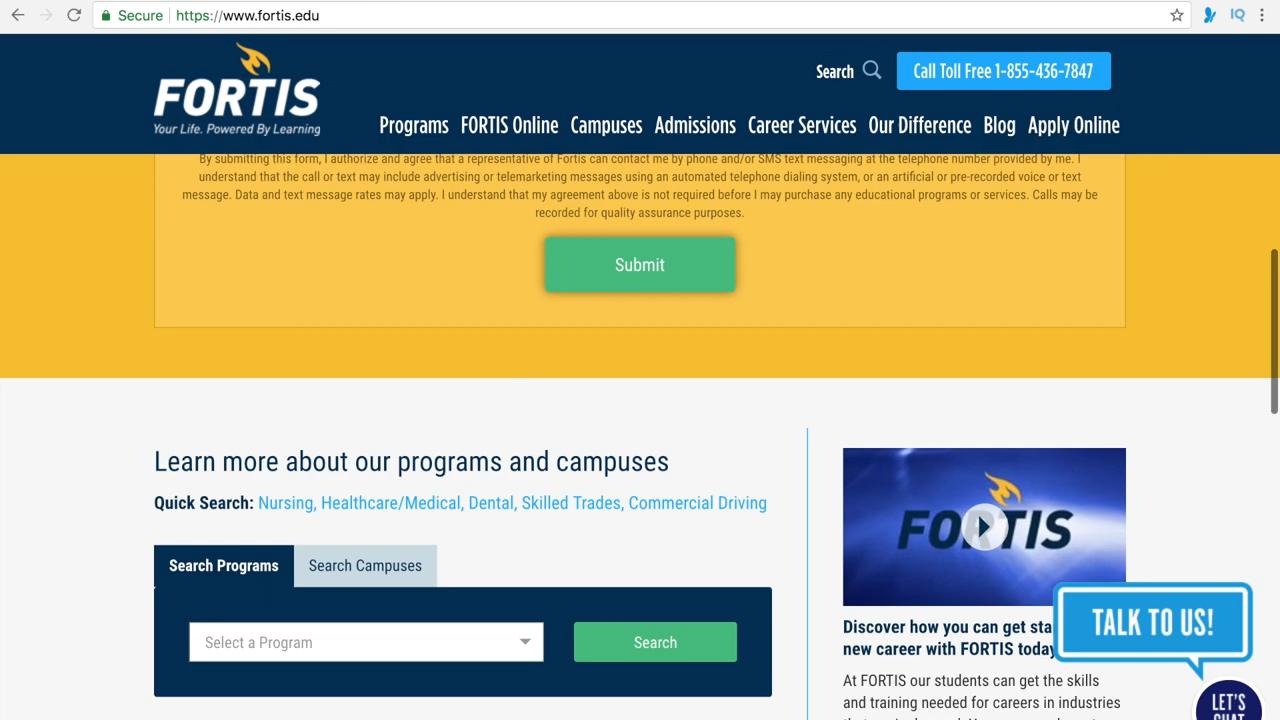 Secure
https://www.fortis.edu
IQ
FORTIS
Your Life. Powered By Learning
Search
Call Toll Free 1-855-436-7847
Programs FORTIS Online Campuses Admissions Career Services Our Difference Blog Apply Online
By submitting this form, I authorize and agree that a representative of Fortis can contact me by phone and/or SMS text messaging at the telephone number provided by me. I
understand that the call or text may include advertising or telemarketing messages using an automated telephone dialing system, or an artificial or pre-recorded voice or text
message. Data and text message rates may apply. I understand that my agreement above is not required before I may purchase any educational programs or services. Calls may be
recorded for quality assurance purposes.
Submit
Learn more about our programs and campuses
Quick Search: Nursing, Healthcare/Medical, Dental, Skilled Trades, Commercial Driving
Search Programs
Search Campuses
Select a Program
Search
FORTIS
Discover how you can get sta
new career with FORTIS today
At FORTIS our students can get the skills
and training needed for careers in industries
TALK TO US!
LET'S
CHAT